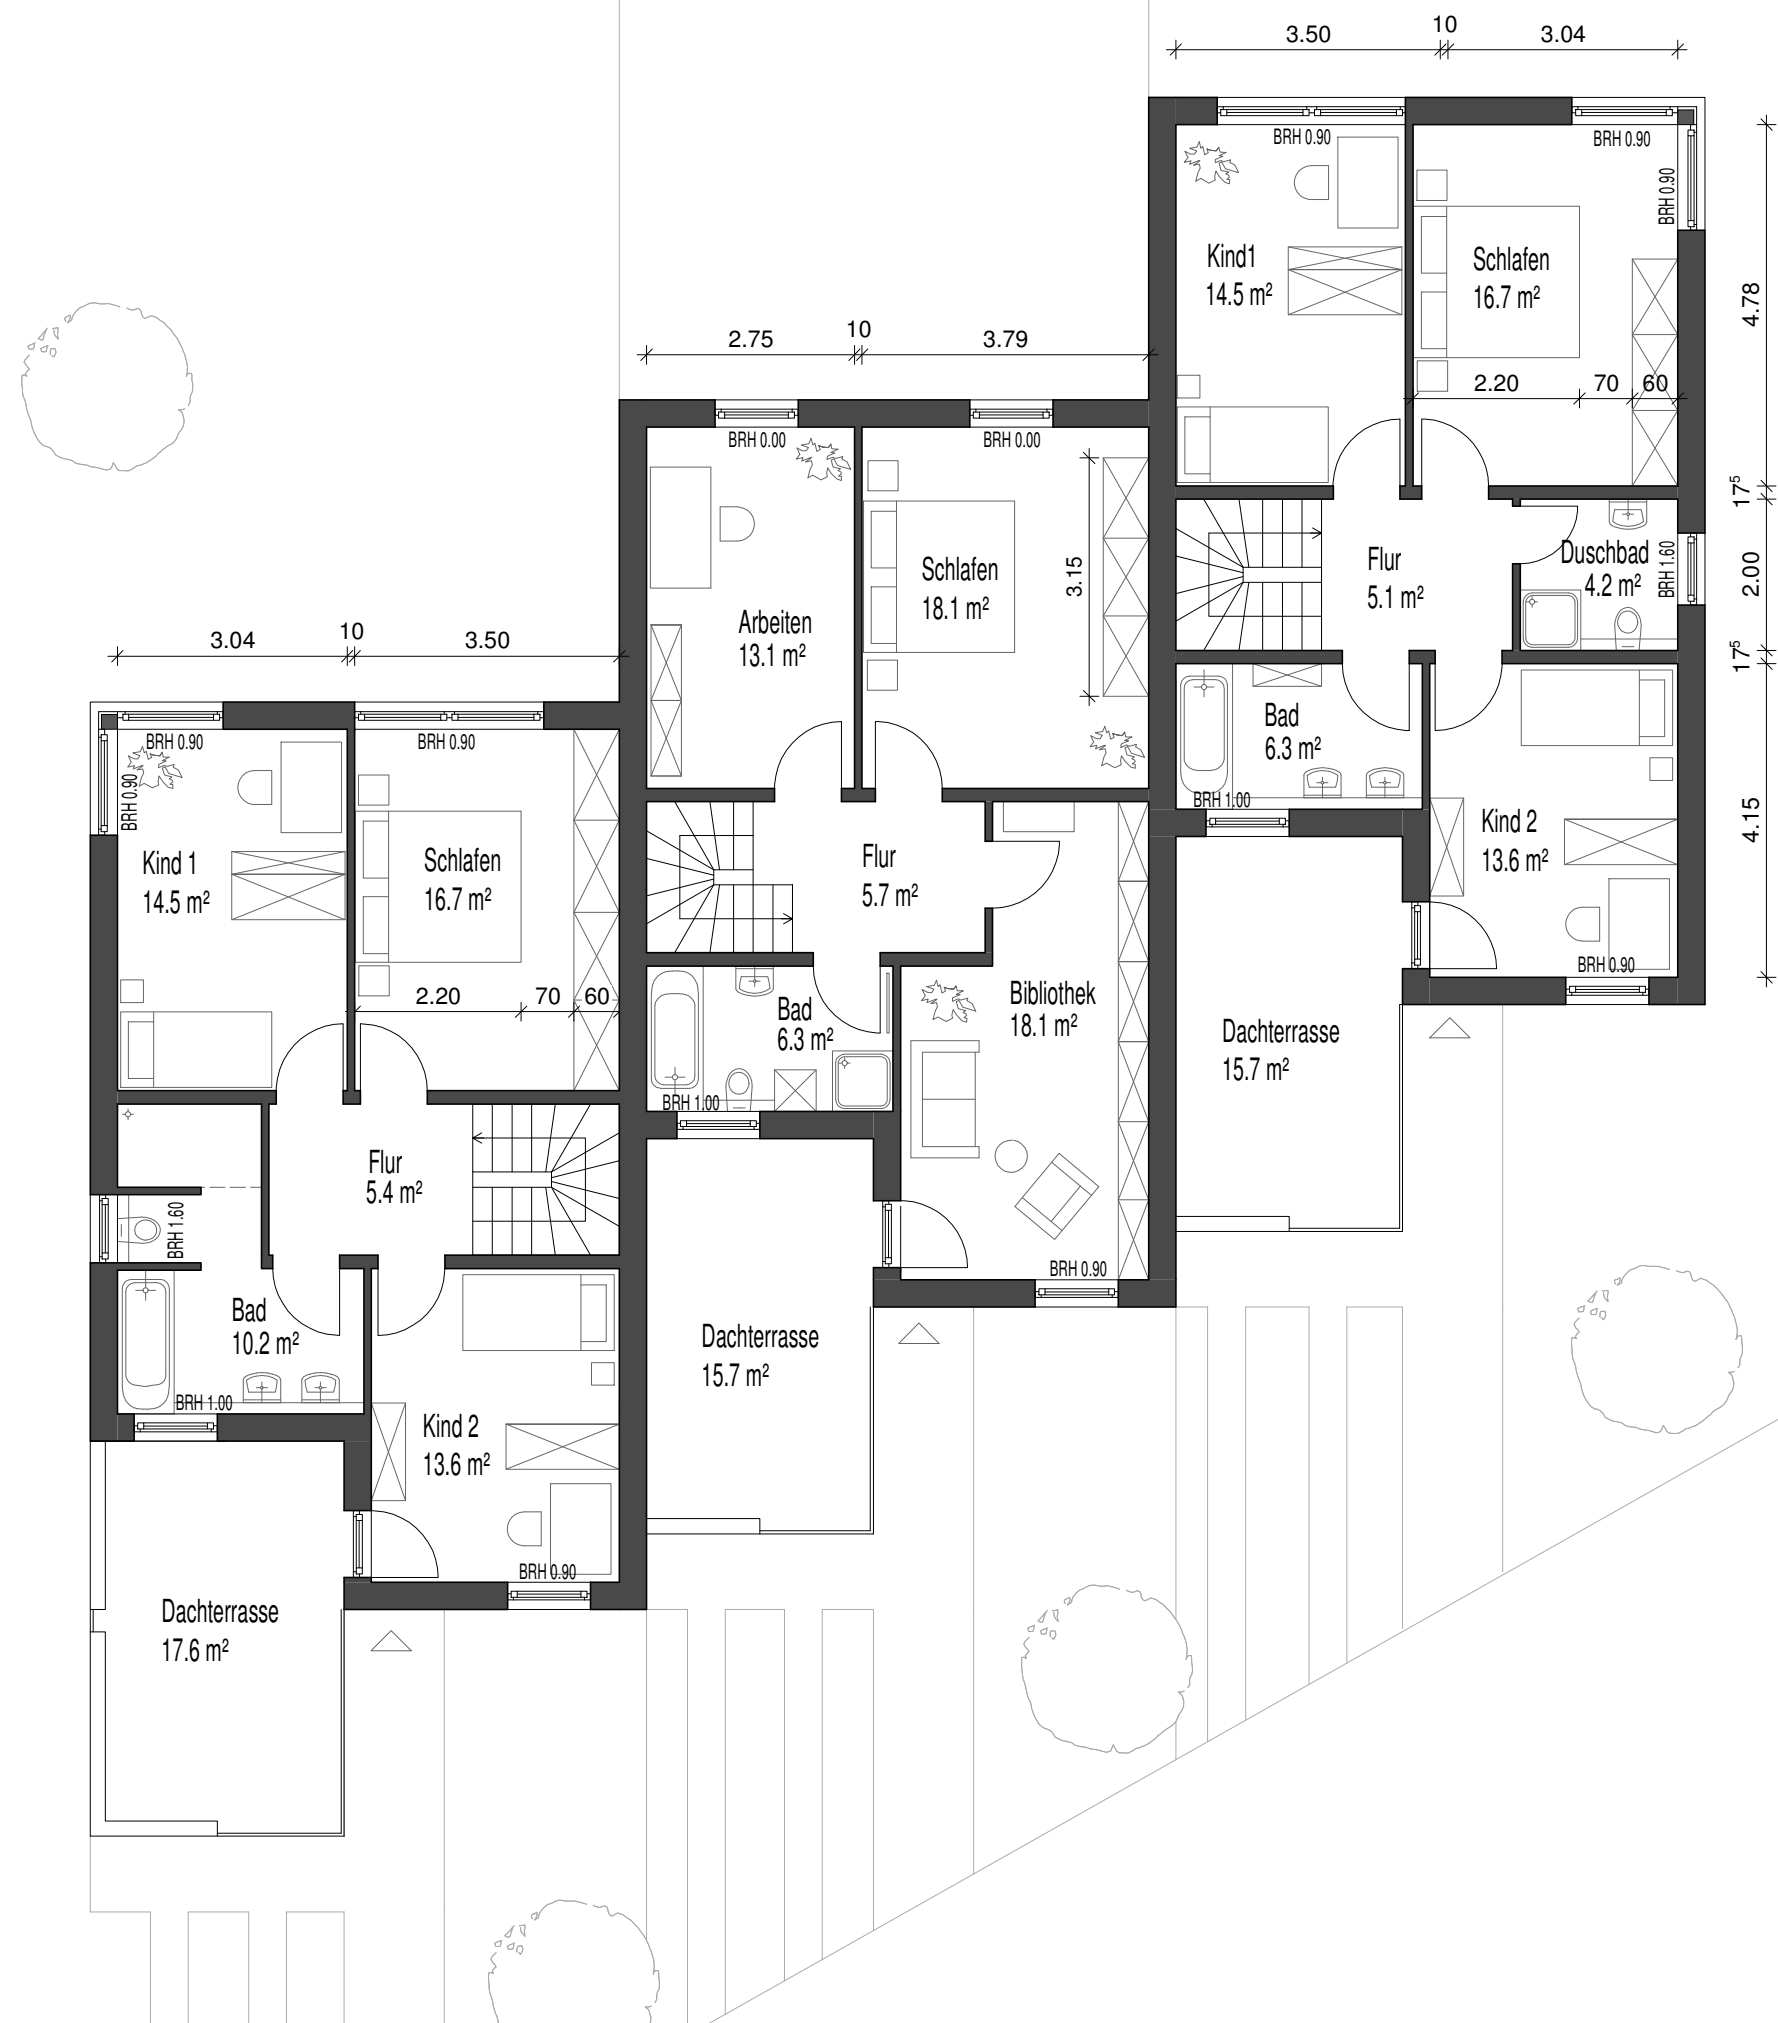 3.50
10
3.04
BRH 0.90
BRH 0.90
BRH 0.90
Kind1
14.5 m²
Schlafen
16.7 m²
4.78
2.20
70
60
17⁵
2.00
17⁵
4.15
Flur
5.1 m²
Duschbad
4.2 m²
BRH 1.60
Bad
6.3 m²
BRH 1.00
Kind 2
13.6 m²
BRH 0.90
Dachterrasse
15.7 m²
2.75
10
3.79
BRH 0.00
BRH 0.00
Arbeiten
13.1 m²
Schlafen
18.1 m²
3.15
Flur
5.7 m²
Bad
6.3 m²
BRH 1.00
Bibliothek
18.1 m²
BRH 0.90
Dachterrasse
15.7 m²
3.04
10
3.50
BRH 0.90
BRH 0.90
BRH 0.90
Kind 1
14.5 m²
Schlafen
16.7 m²
2.20
70
60
Flur
5.4 m²
BRH 1.60
Bad
10.2 m²
BRH 1.00
Kind 2
13.6 m²
BRH 0.90
Dachterrasse
17.6 m²